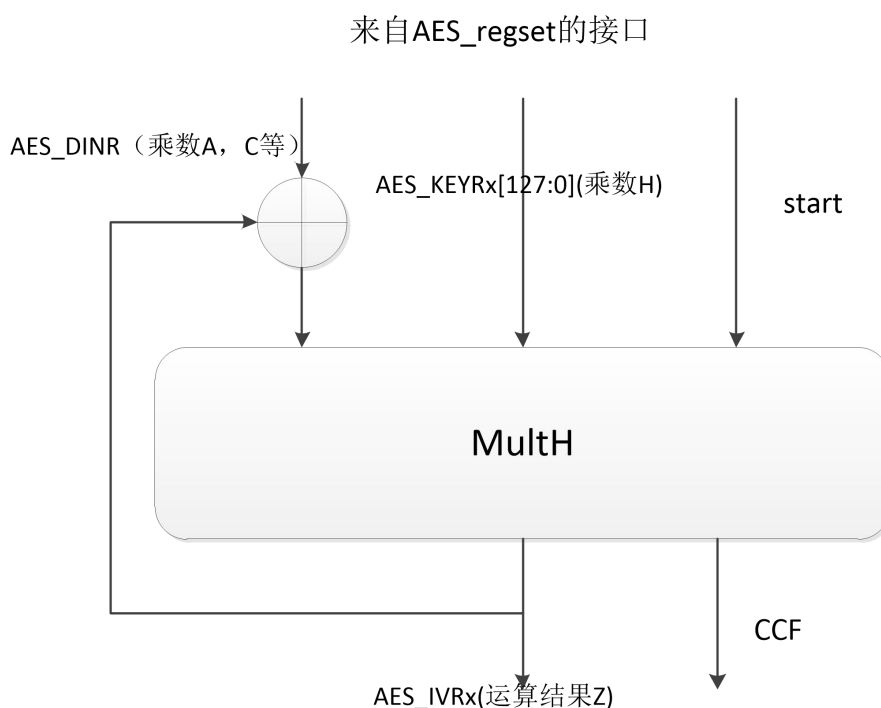 来自AES_regset的接口
AES_DINR（乘数A，C等）
AES_KEYRx[127:0](乘数H)
start
MultH
CCF
AES_IVRx(运算结果Z)